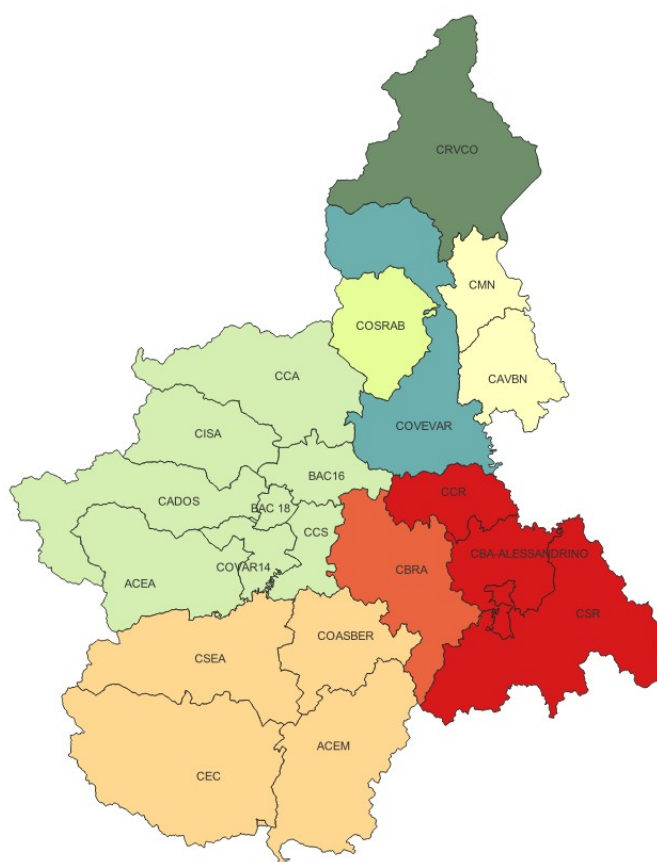 CRVCO
CMN
COSRAB
CCA
CAVBN
COVEVAR
CISA
BAC16
CCR
CADOS
BAC 18
CCS
CBA-ALESSANDRINO
COVAR14
CBRA
ACEA
CSR
COASBER
CSEA
ACEM
CEC